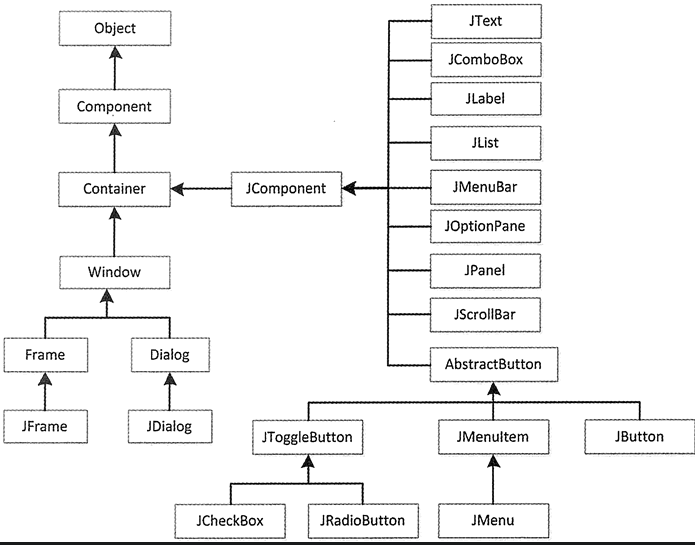 Object
JText
JComboBox
Component
JLabel
JList
Container
JComponent
JMenuBar
JOptionPane
Window
JPanel
JScrollBar
Frame
Dialog
AbstractButton
JFrame
JDialog
JToggleButton
JMenuItem
JButton
JCheckBox
JRadioButton
JMenu